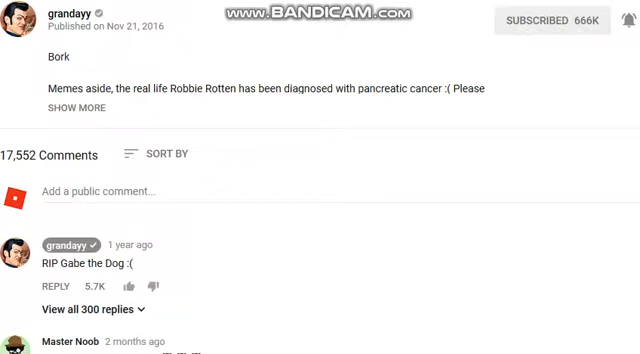 www.BANDICAM.com
grandayy
Published on Nov 21, 2016
SUBSCRIBED 666K
Bork
Memes aside, the real life Robbie Rotten has been diagnosed with pancreatic cancer :( Please
SHOW MORE
17,552 Comments
SORT BY
Add a public comment...
grandayy 1 year ago
RIP Gabe the Dog :(
REPLY 5.7K
View all 300 replies
Master Noob 2 months ago